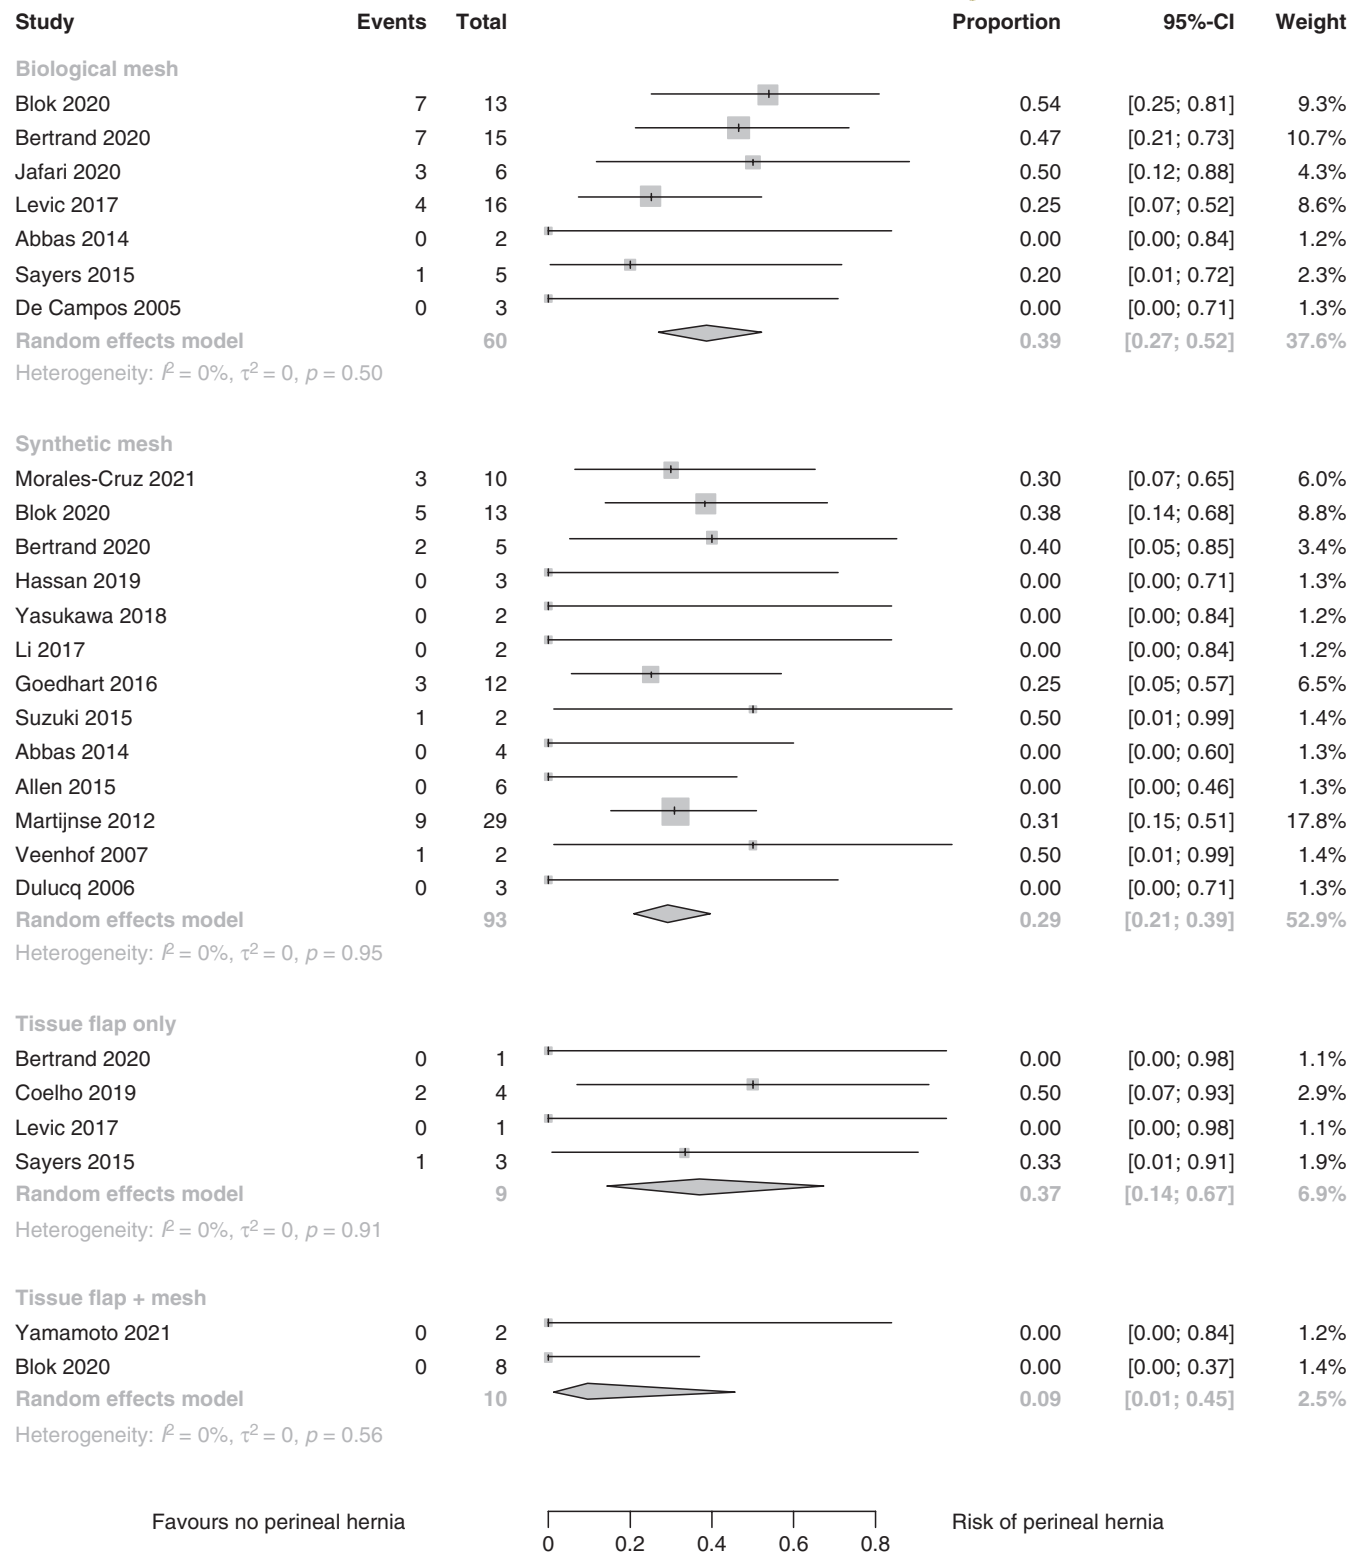 Study Events Total Proportion 95%-CI Weight
Biological mesh
Blok 2020 7 13 0.54 [0.25; 0.81] 9.3%
Bertrand 2020 7 15 0.47 [0.21; 0.73] 10.7%
Jafari 2020 3 6 0.50 [0.12; 0.88] 4.3%
Levic 2017 4 16 0.25 [0.07; 0.52] 8.6%
Abbas 2014 0 2 0.00 [0.00; 0.84] 1.2%
Sayers 2015 1 5 0.20 [0.01; 0.72] 2.3%
De Campos 2005 0 3 0.00 [0.00; 0.71] 1.3%
Random effects model 60 0.39 [0.27; 0.52] 37.6%
Heterogeneity: I² = 0%, τ² = 0, p = 0.50
Synthetic mesh
Morales-Cruz 2021 3 10 0.30 [0.07; 0.65] 6.0%
Blok 2020 5 13 0.38 [0.14; 0.68] 8.8%
Bertrand 2020 2 5 0.40 [0.05; 0.85] 3.4%
Hassan 2019 0 3 0.00 [0.00; 0.71] 1.3%
Yasukawa 2018 0 2 0.00 [0.00; 0.84] 1.2%
Li 2017 0 2 0.00 [0.00; 0.84] 1.2%
Goedhart 2016 3 12 0.25 [0.05; 0.57] 6.5%
Suzuki 2015 1 2 0.50 [0.01; 0.99] 1.4%
Abbas 2014 0 4 0.00 [0.00; 0.60] 1.3%
Allen 2015 0 6 0.00 [0.00; 0.46] 1.3%
Martijnse 2012 9 29 0.31 [0.15; 0.51] 17.8%
Veenhof 2007 1 2 0.50 [0.01; 0.99] 1.4%
Dulucq 2006 0 3 0.00 [0.00; 0.71] 1.3%
Random effects model 93 0.29 [0.21; 0.39] 52.9%
Heterogeneity: I² = 0%, τ² = 0, p = 0.95
Tissue flap only
Bertrand 2020 0 1 0.00 [0.00; 0.98] 1.1%
Coelho 2019 2 4 0.50 [0.07; 0.93] 2.9%
Levic 2017 0 1 0.00 [0.00; 0.98] 1.1%
Sayers 2015 1 3 0.33 [0.01; 0.91] 1.9%
Random effects model 9 0.37 [0.14; 0.67] 6.9%
Heterogeneity: I² = 0%, τ² = 0, p = 0.91
Tissue flap + mesh
Yamamoto 2021 0 2 0.00 [0.00; 0.84] 1.2%
Blok 2020 0 8 0.00 [0.00; 0.37] 1.4%
Random effects model 10 0.09 [0.01; 0.45] 2.5%
Heterogeneity: I² = 0%, τ² = 0, p = 0.56
Favours no perineal hernia Risk of perineal hernia
0 0.2 0.4 0.6 0.8